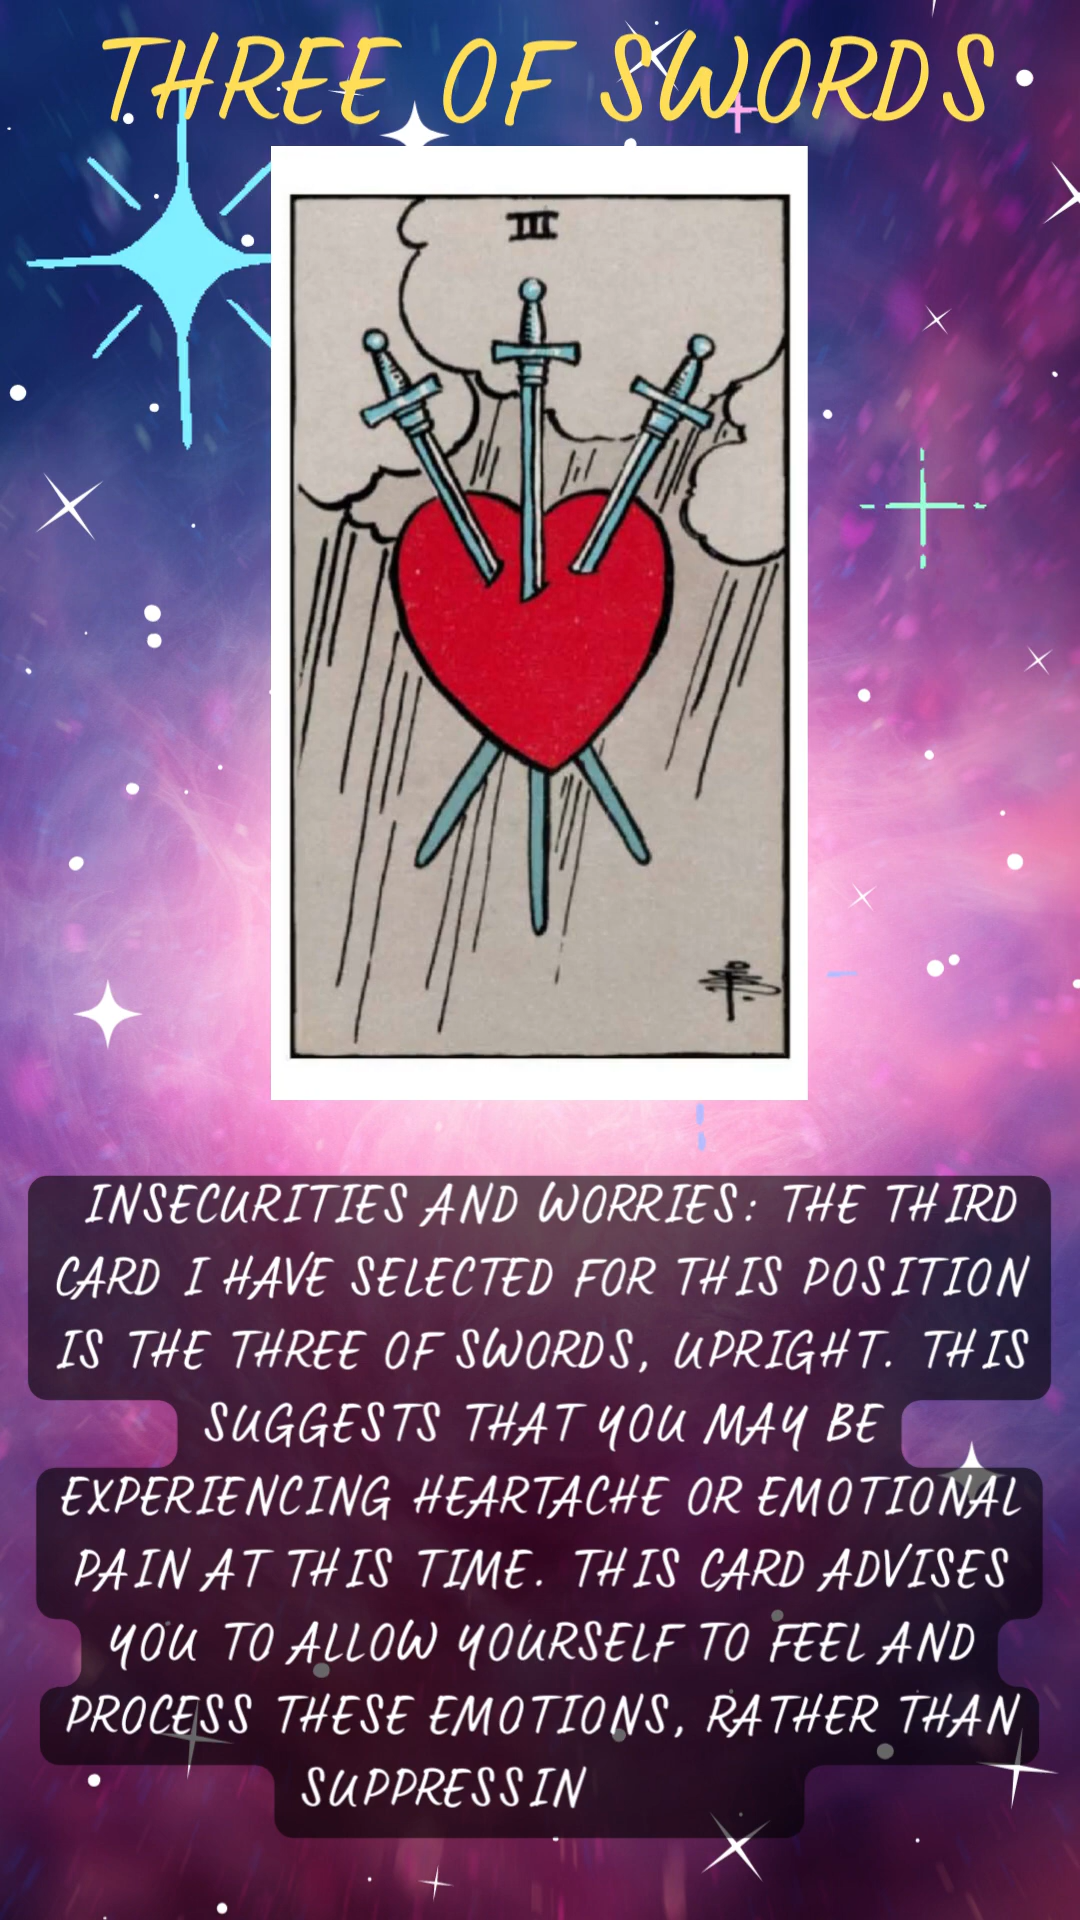 THREE OF SWORDS
III
INSECURITIES AND WORRIES: THE THIRD
CARD I HAVE SELECTED FOR THIS POSITION
IS THE THREE OF SWORDS, UPRIGHT. THIS
SUGGESTS THAT YOU MAY BE
EXPERIENCING HEARTACHE OR EMOTIONAL
PAIN AT THIS TIME. THIS CARD ADVISES
YOU TO ALLOW YOURSELF TO FEEL AND
PROCESS THESE EMOTIONS, RATHER THAN
SUPPRESSIN